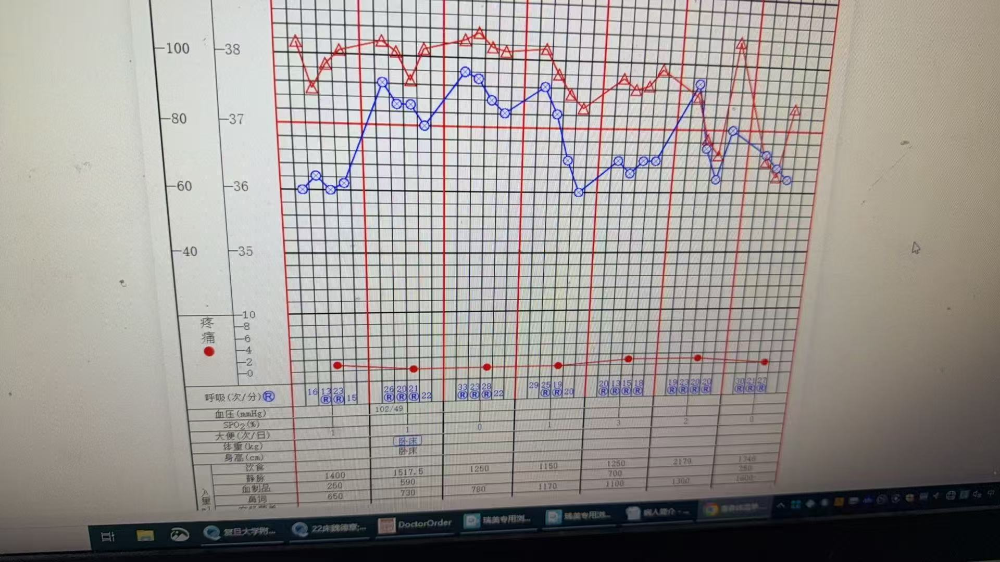 100 38
80 37
60 36
40 35
疼痛
10
8
6
4
2
0
呼吸(次/分)Ⓡ 16 13 23 15 26 20 21 22 33 23 28 22 29 25 19 20 20 13 15 18 19 23 20 20 30 21 27
Ⓡ Ⓡ Ⓡ Ⓡ Ⓡ Ⓡ Ⓡ Ⓡ Ⓡ Ⓡ Ⓡ Ⓡ Ⓡ Ⓡ Ⓡ Ⓡ Ⓡ Ⓡ Ⓡ Ⓡ Ⓡ
血压(mmHg) 102/49
SPO₂(%)
大便(次/日) 1 1 0 1 3 2 0
体重(kg) 卧床
身高(cm) 卧床
饮食
静脉 1400 1517.5 1250 1150 1250 2179
血制品 250 590 700
鼻饲 650 730 780 1170 1100 1300 1600
入量
复旦大学附...
22床
DoctorOrder
瑞美专用浏...
瑞美专用浏...
病人简介
中